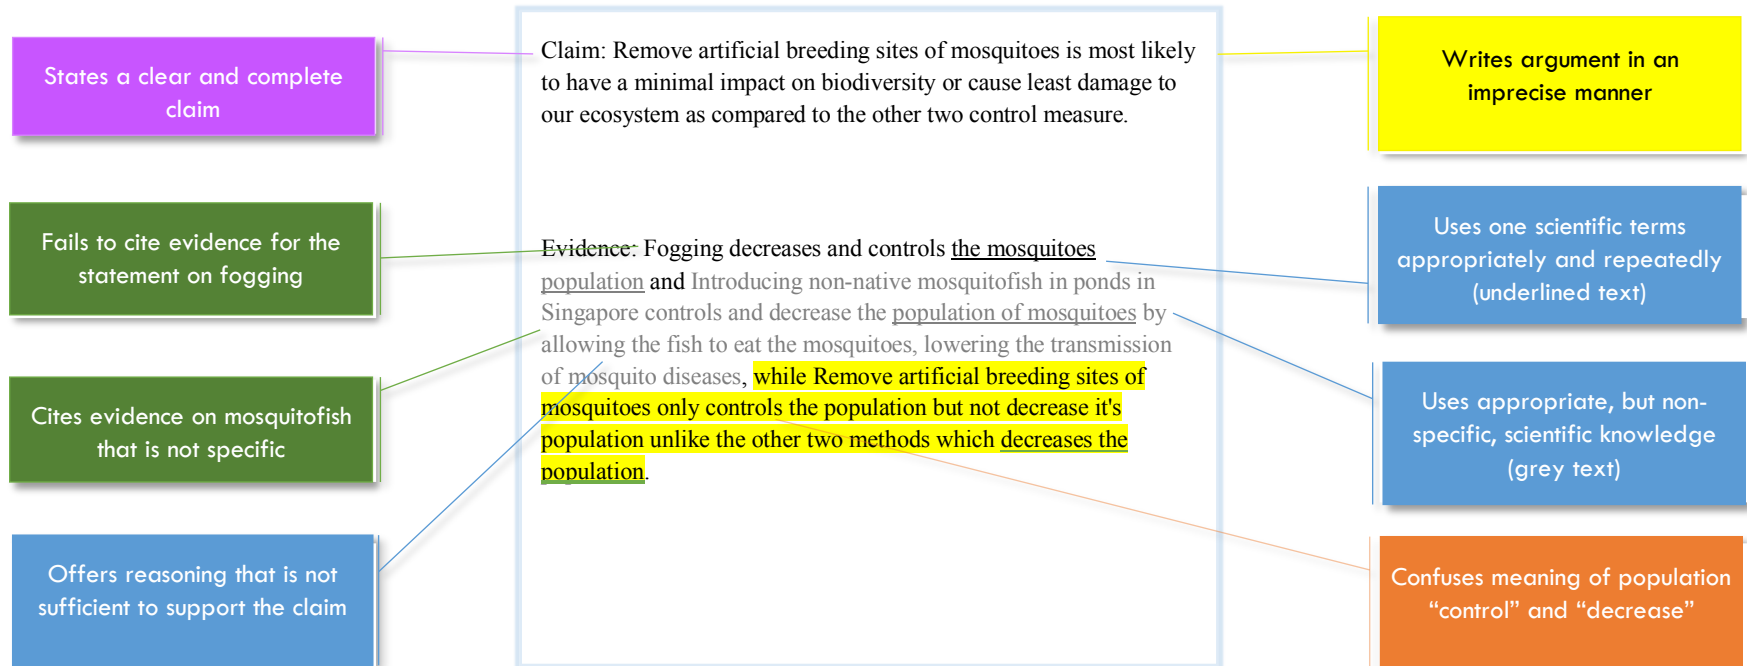 States a clear and complete
claim
Fails to cite evidence for the
statement on fogging
Cites evidence on mosquitofish
that is not specific
Offers reasoning that is not
sufficient to support the claim
Claim: Remove artificial breeding sites of mosquitoes is most likely
to have a minimal impact on biodiversity or cause least damage to
our ecosystem as compared to the other two control measure.
Evidence: Fogging decreases and controls the mosquitoes
population and Introducing non-native mosquitofish in ponds in
Singapore controls and decrease the population of mosquitoes by
allowing the fish to eat the mosquitoes, lowering the transmission
of mosquito diseases, while Remove artificial breeding sites of
mosquitoes only controls the population but not decrease it's
population unlike the other two methods which decreases the
population.
Writes argument in an
imprecise manner
Uses one scientific terms
appropriately and repeatedly
(underlined text)
Uses appropriate, but non-
specific, scientific knowledge
(grey text)
Confuses meaning of population
“control” and “decrease”